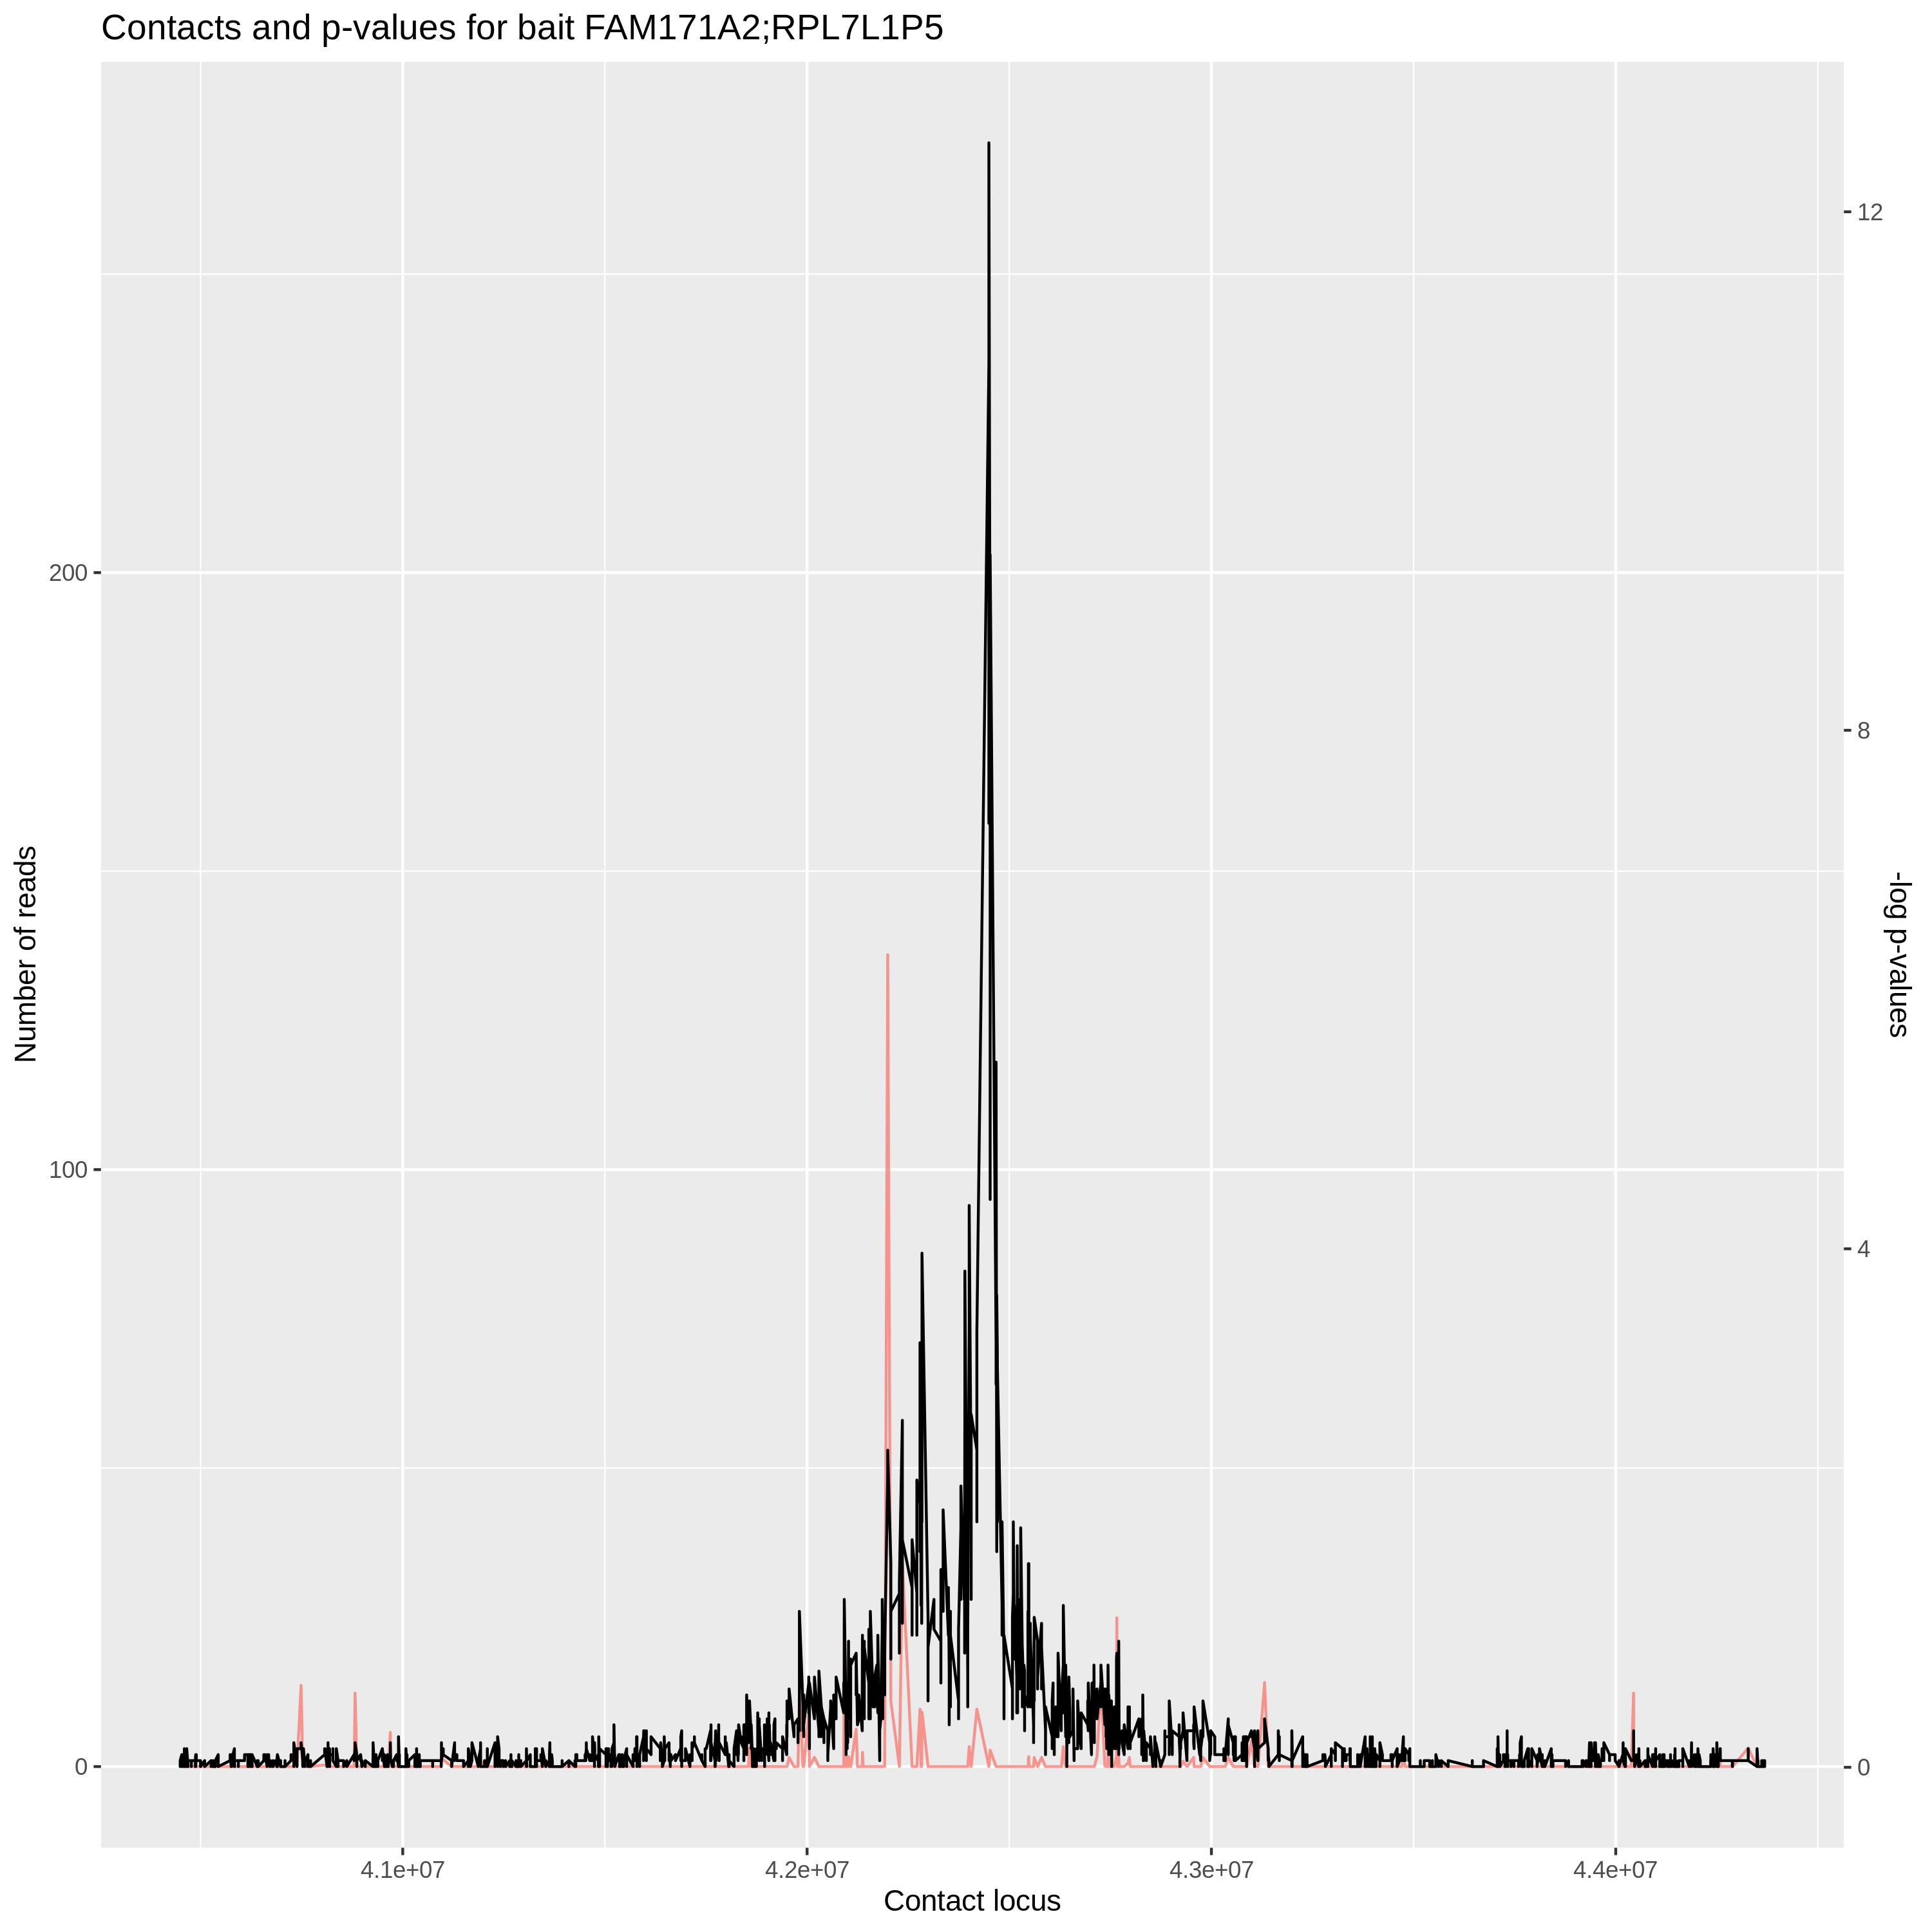 Contacts and p-values for bait FAM171A2;RPL7L1P5
12
200
8
Number of reads
-log p-values
4
100
0
0
4.1e+07
4.2e+07
4.3e+07
4.4e+07
Contact locus